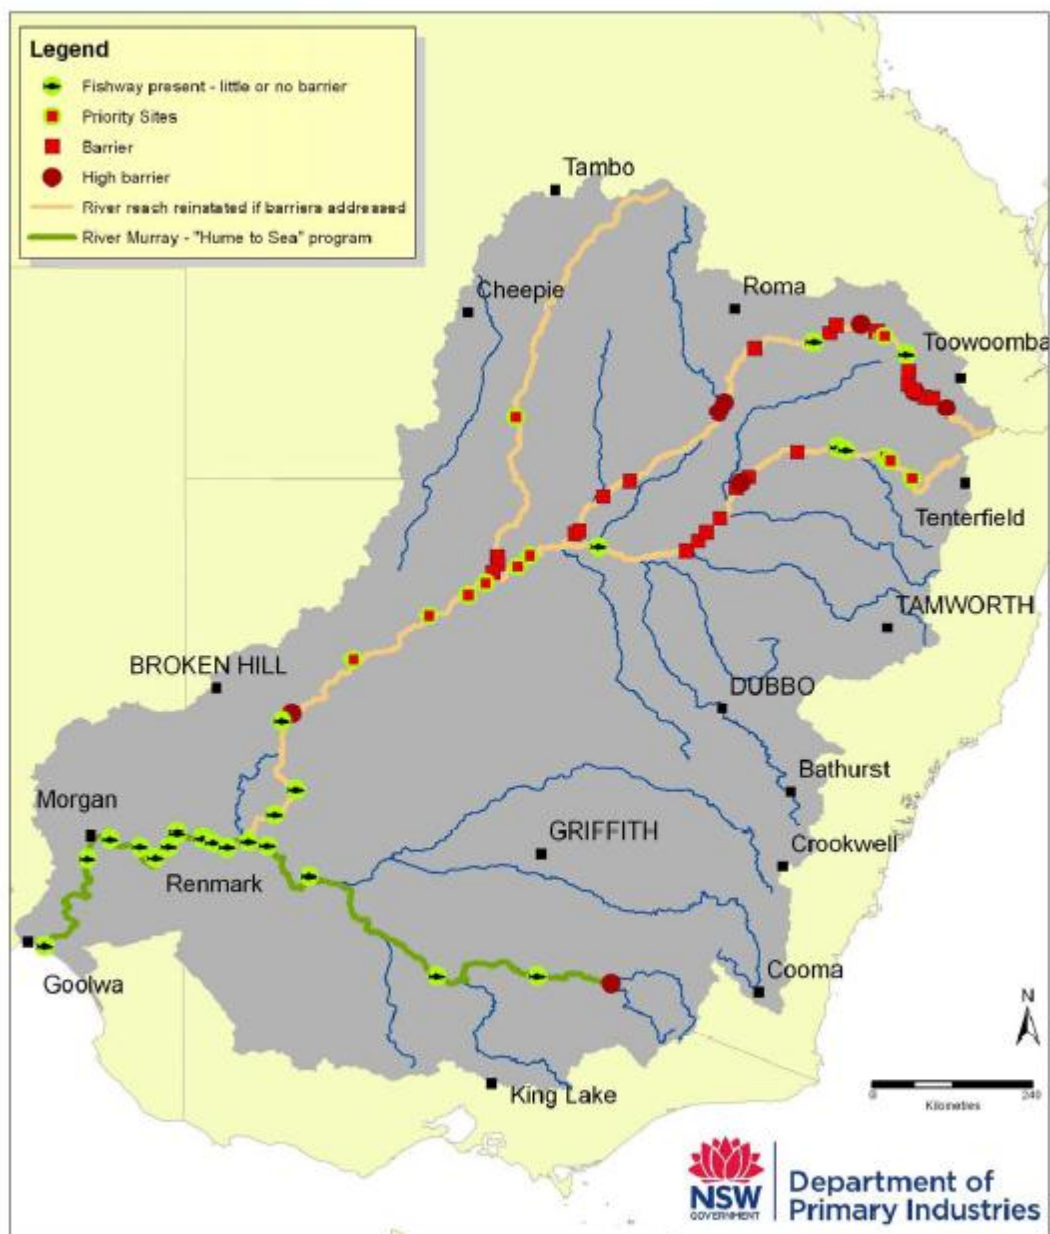 Legend
Fishway present - little or no barrier
Priority Sites
Barrier
High barrier
River reach reinstated if barriers addressed
River Murray - "Hume to Sea" program
Tambo
Cheepie
Roma
Toowoomba
Tenterfield
TAMWORTH
BROKEN HILL
DUBBO
Bathurst
Morgan
GRIFFITH
Crookwell
Renmark
Goolwa
Cooma
N
King Lake
0 240
Kilometres
NSW
GOVERNMENT
Department of
Primary Industries